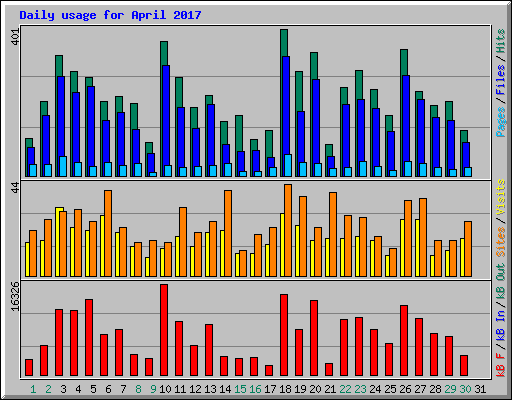 Daily usage for April 2017
401
Pages / Files / Hits
44
Sites / Visits
16326
kB F / kB In / kB Out
1 2 3 4 5 6 7 8 9 10 11 12 13 14 15 16 17 18 19 20 21 22 23 24 25 26 27 28 29 30 31